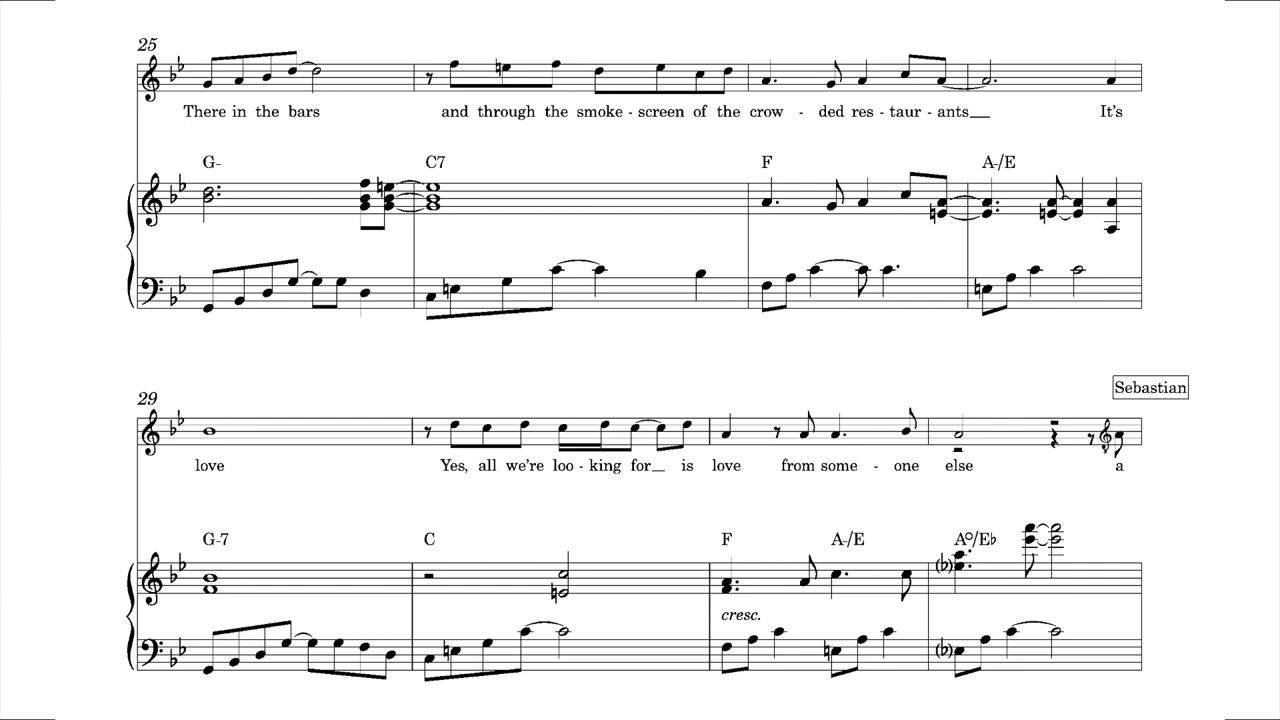 25
There in the bars and through the smoke - screen of the crow - ded res - taur - ants__ It's
G- C7 F A-/E
Sebastian
29
love Yes, all we're loo - king for__ is love from some - one else a
G-7 C F A-/E A°/E♭
cresc.
(♭)
(♭)